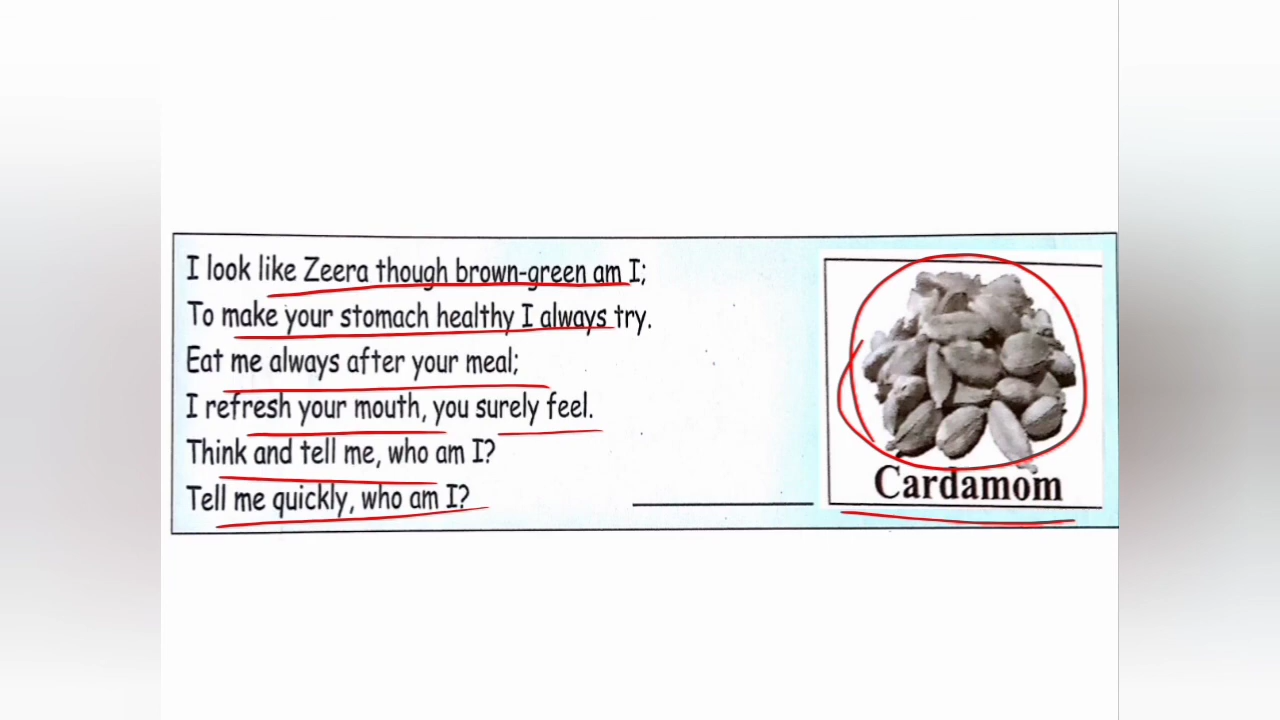 I look like Zeera though brown-green am I;
To make your stomach healthy I always try.
Eat me always after your meal;
I refresh your mouth, you surely feel.
Think and tell me, who am I?
Tell me quickly, who am I?
Cardamom